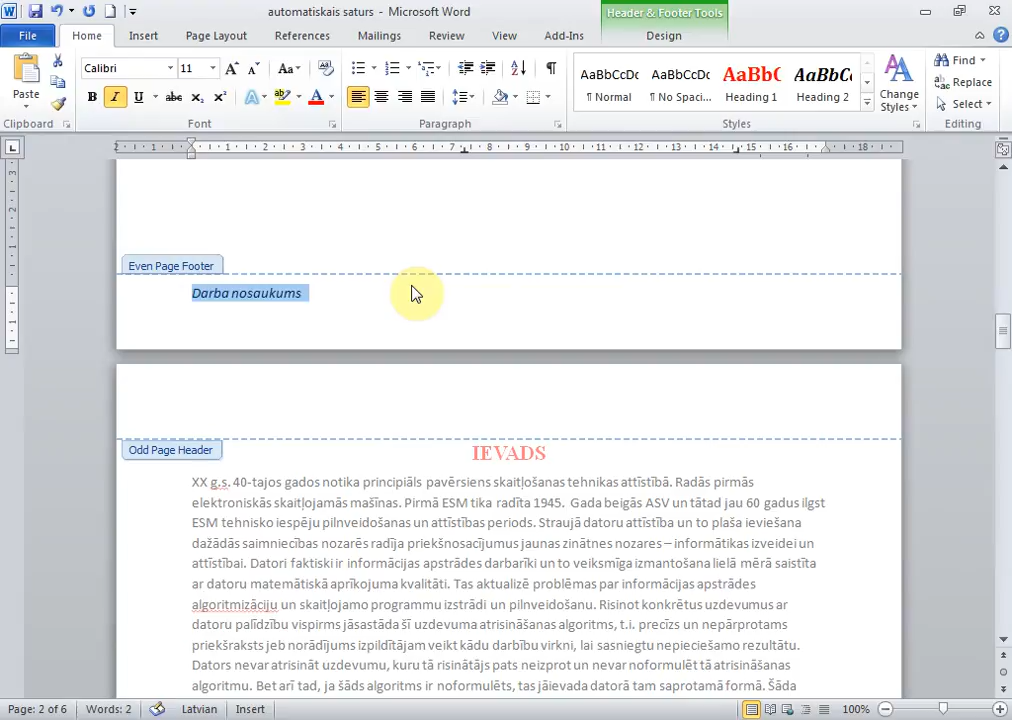 automatiskais saturs - Microsoft Word
Header & Footer Tools
File Home Insert Page Layout References Mailings Review View Add-Ins Design
Paste
Clipboard
Calibri 11
Font
Paragraph
AaBbCcDc AaBbCcDc AaBbC AaBbCc
¶ Normal ¶ No Spaci... Heading 1 Heading 2
Change Styles
Styles
Find
Replace
Select
Editing
Even Page Footer
Darba nosaukums
Odd Page Header
IEVADS
XX g.s. 40-tajos gados notika principiāls pavērsiens skaitļošanas tehnikas attīstībā. Radās pirmās
elektroniskās skaitļojamās mašīnas. Pirmā ESM tika radīta 1945.  Gada beigās ASV un tātad jau 60 gadus ilgst
ESM tehnisko iespēju pilnveidošanas un attīstības periods. Straujā datoru attīstība un to plaša ieviešana
dažādās saimniecības nozarēs radīja priekšnosacījumus jaunas zinātnes nozares – informātikas izveidei un
attīstībai. Datori faktiski ir informācijas apstrādes darbarīki un to veiksmīga izmantošana lielā mērā saistīta
ar datoru matemātiskā aprīkojuma kvalitāti. Tas aktualizē problēmas par informācijas apstrādes
algoritmizāciju un skaitļojamo programmu izstrādi un pilnveidošanu. Risinot konkrētus uzdevumus ar
datoru palīdzību vispirms jāsastāda šī uzdevuma atrisināšanas algoritms, t.i. precīzs un nepārprotams
priekšraksts jeb norādījums izpildītājam veikt kādu darbību virkni, lai sasniegtu nepieciešamo rezultātu.
Dators nevar atrisināt uzdevumu, kuru tā risinātājs pats neizprot un nevar noformulēt tā atrisināšanas
algoritmu. Bet arī tad, ja šāds algoritms ir noformulēts, tas jāievada datorā tam saprotamā formā. Šāda
Page: 2 of 6 Words: 2 Latvian Insert 100%